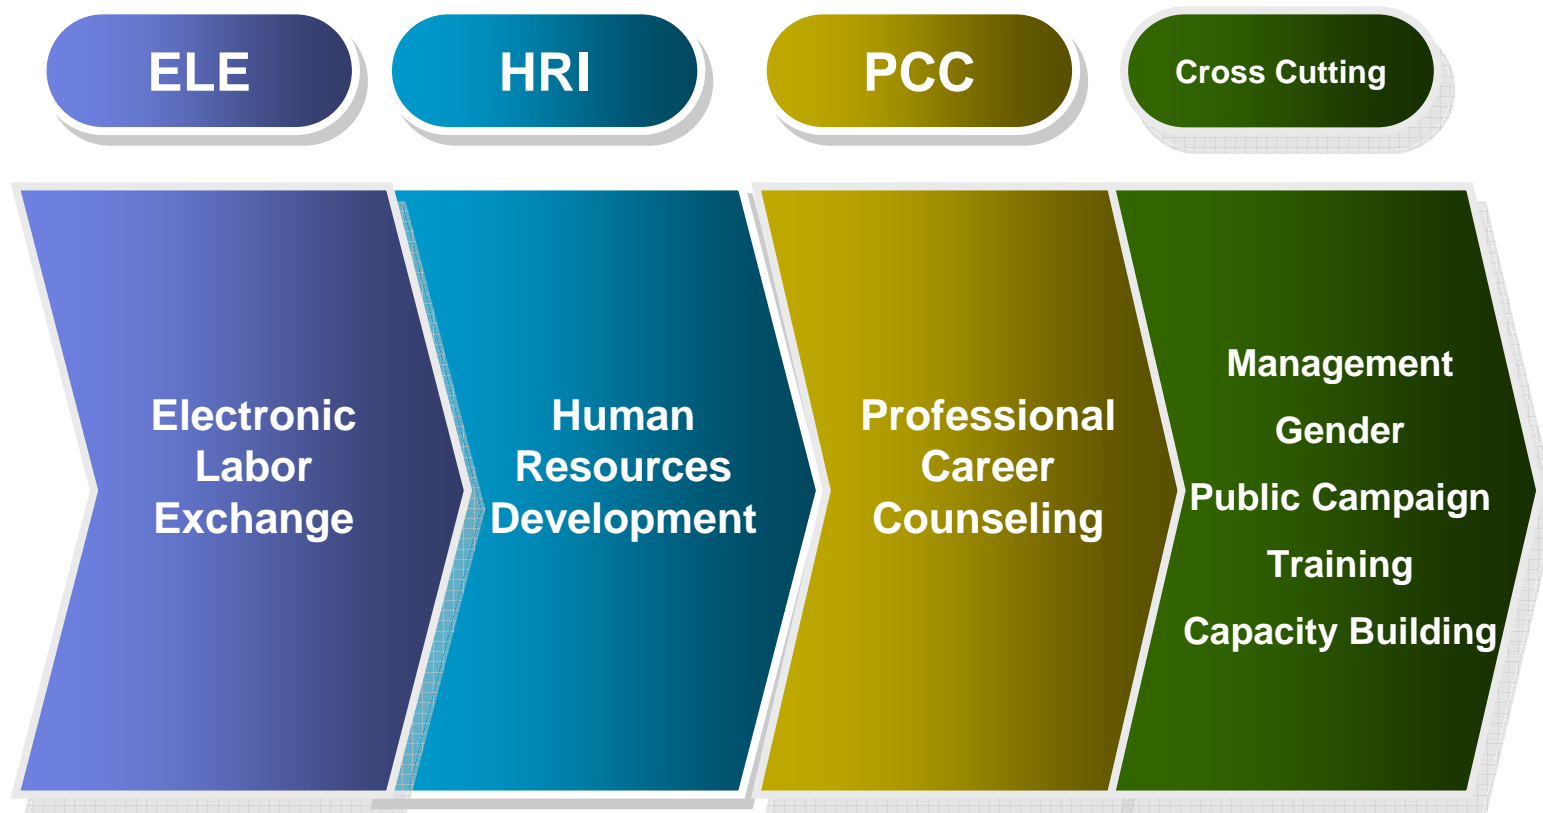 ELE
HRI
PCC
Cross Cutting
Electronic
Labor
Exchange
Human
Resources
Development
Professional
Career
Counseling
Management
Gender
Public Campaign
Training
Capacity Building